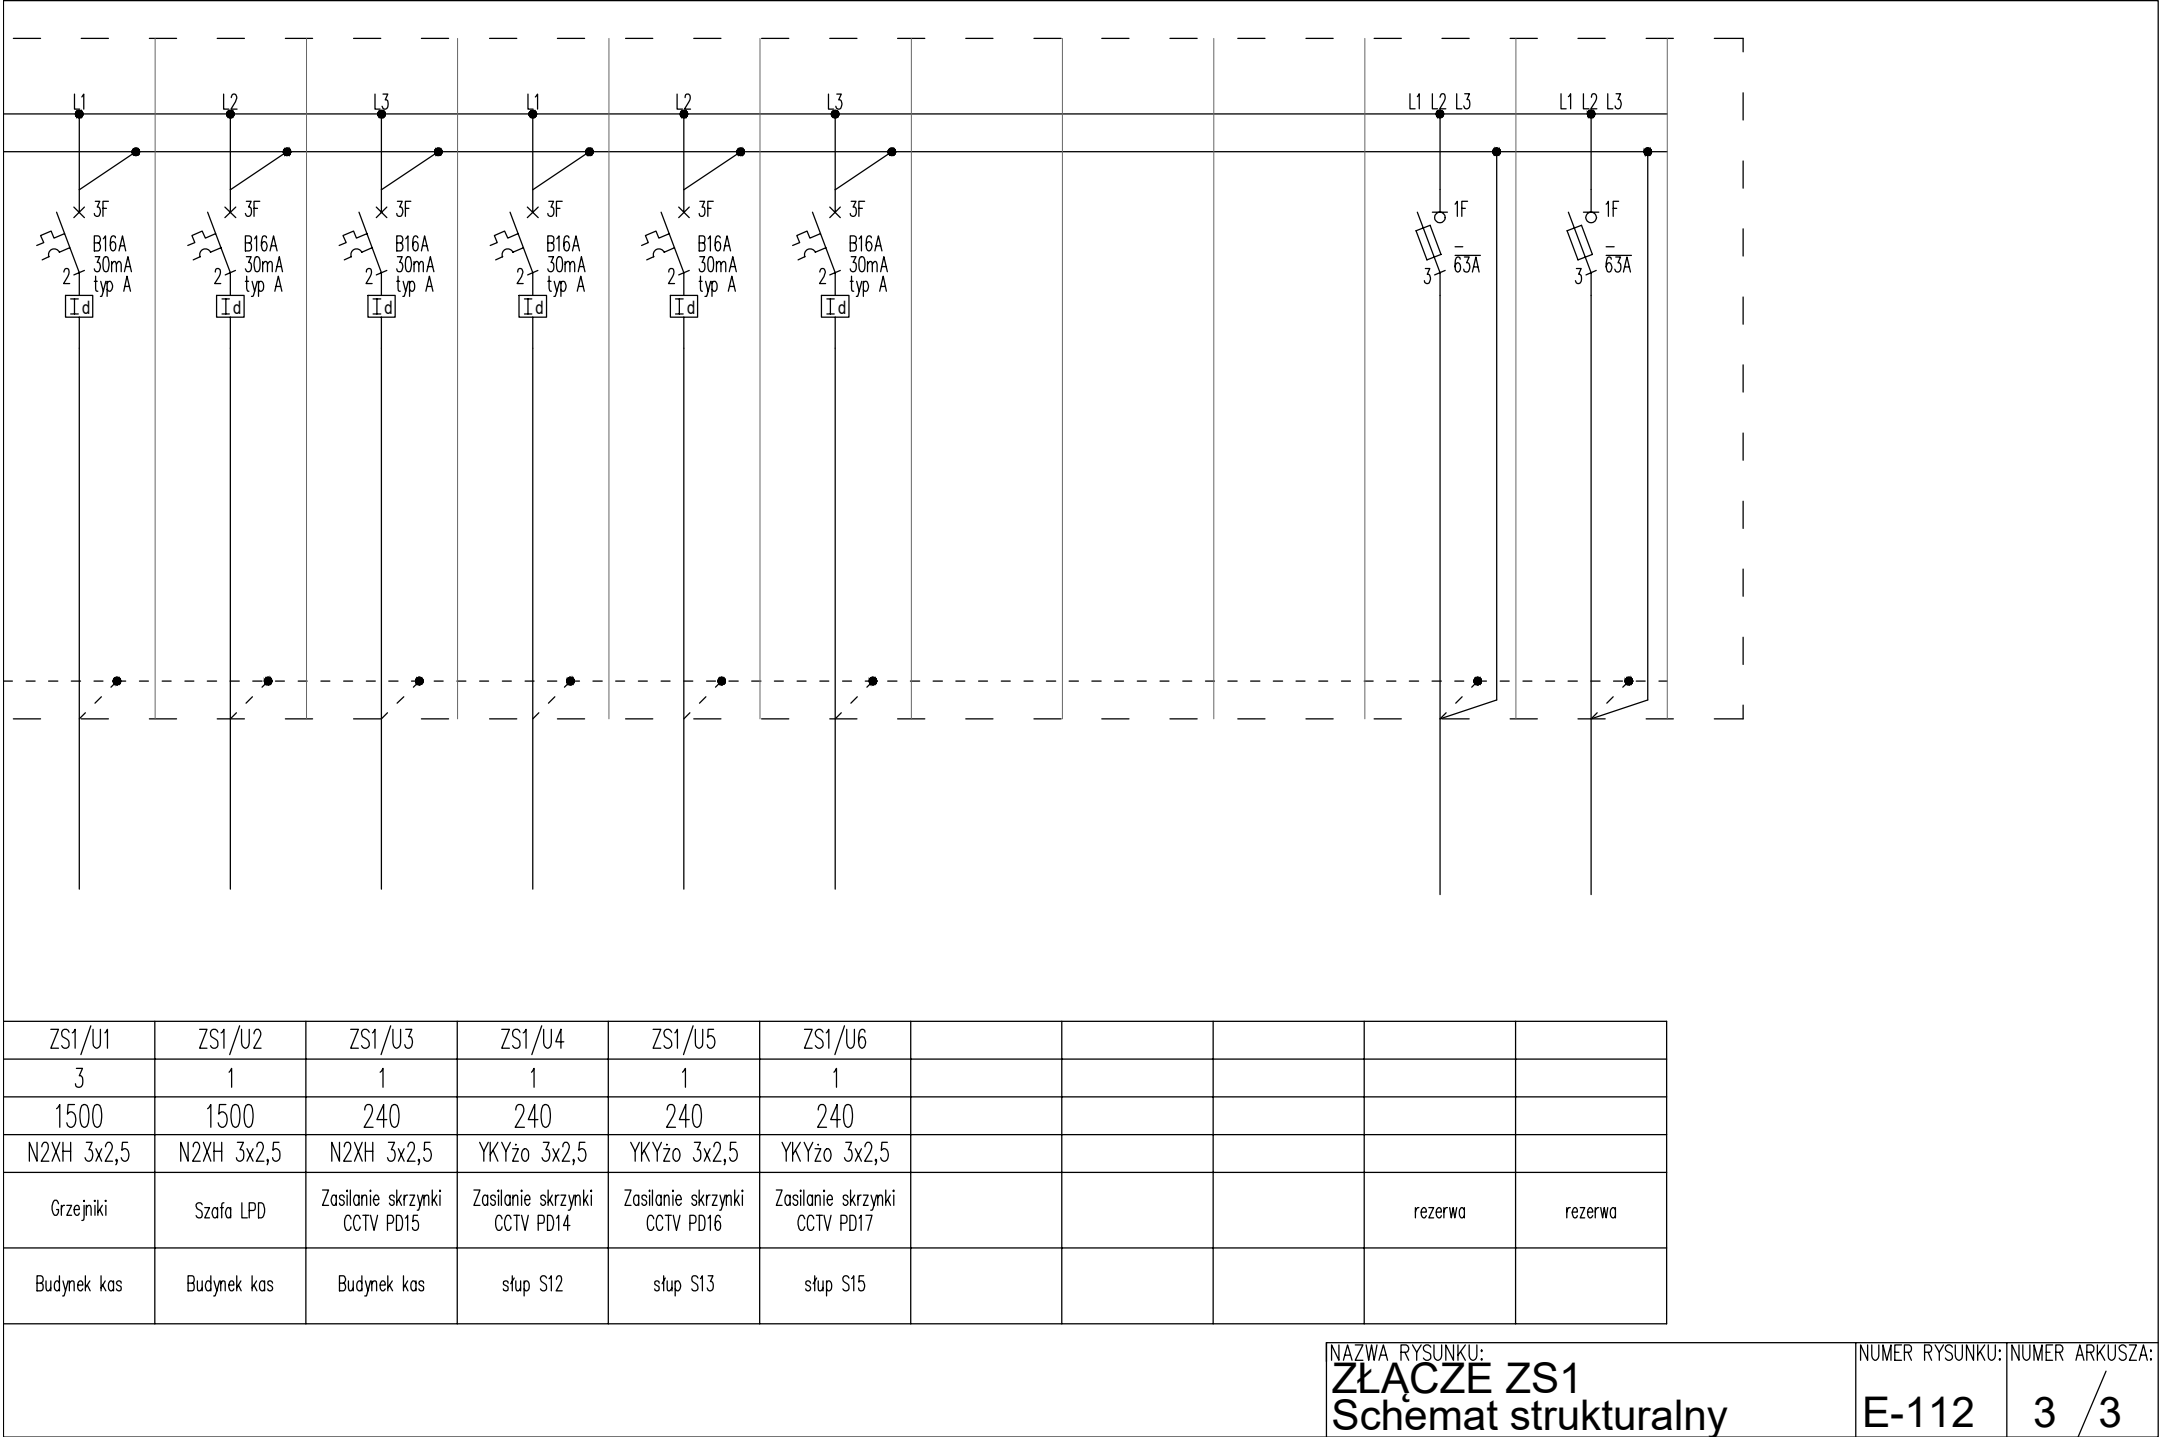 L1 L2 L3 L1 L2 L3 L1 L2 L3 L1 L2 L3
3F 3F 3F 3F 3F 3F 1F 1F
B16A B16A B16A B16A B16A B16A – –
30mA 30mA 30mA 30mA 30mA 30mA 63A 63A
2 2 2 2 2 2 3 3
typ A typ A typ A typ A typ A typ A
Id Id Id Id Id Id
ZS1/U1 ZS1/U2 ZS1/U3 ZS1/U4 ZS1/U5 ZS1/U6
3 1 1 1 1 1
1500 1500 240 240 240 240
N2XH 3x2,5 N2XH 3x2,5 N2XH 3x2,5 YKYżo 3x2,5 YKYżo 3x2,5 YKYżo 3x2,5
Grzejniki
Szafa LPD
Zasilanie skrzynki
CCTV PD15
Zasilanie skrzynki
CCTV PD14
Zasilanie skrzynki
CCTV PD16
Zasilanie skrzynki
CCTV PD17
rezerwa
rezerwa
Budynek kas Budynek kas Budynek kas słup S12 słup S13 słup S15
NAZWA RYSUNKU:
ZŁĄCZE ZS1
Schemat strukturalny
NUMER RYSUNKU:
E-112
NUMER ARKUSZA:
3 / 3